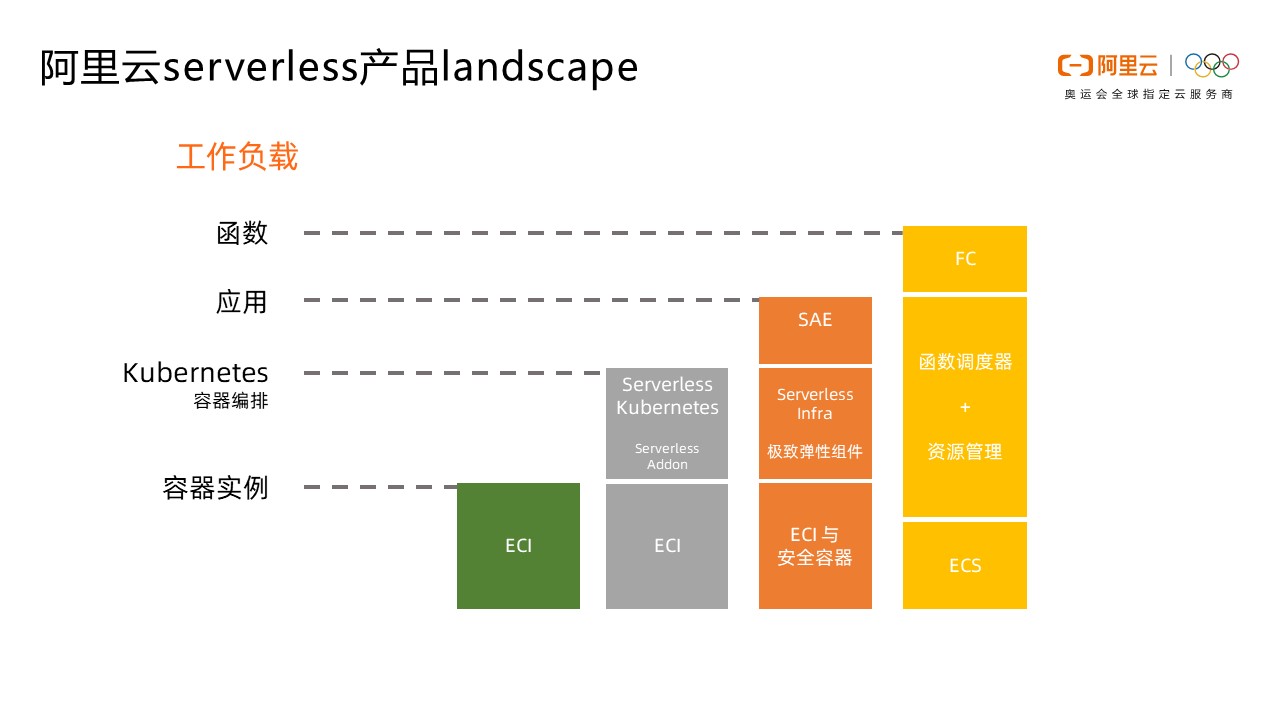 阿里云serverless产品landscape
阿里云
奥运会全球指定云服务商
工作负载
函数
应用
Kubernetes
容器编排
容器实例
ECI
Serverless
Kubernetes
Serverless
Addon
ECI
SAE
Serverless
Infra
极致弹性组件
ECI 与
安全容器
FC
函数调度器
+
资源管理
ECS